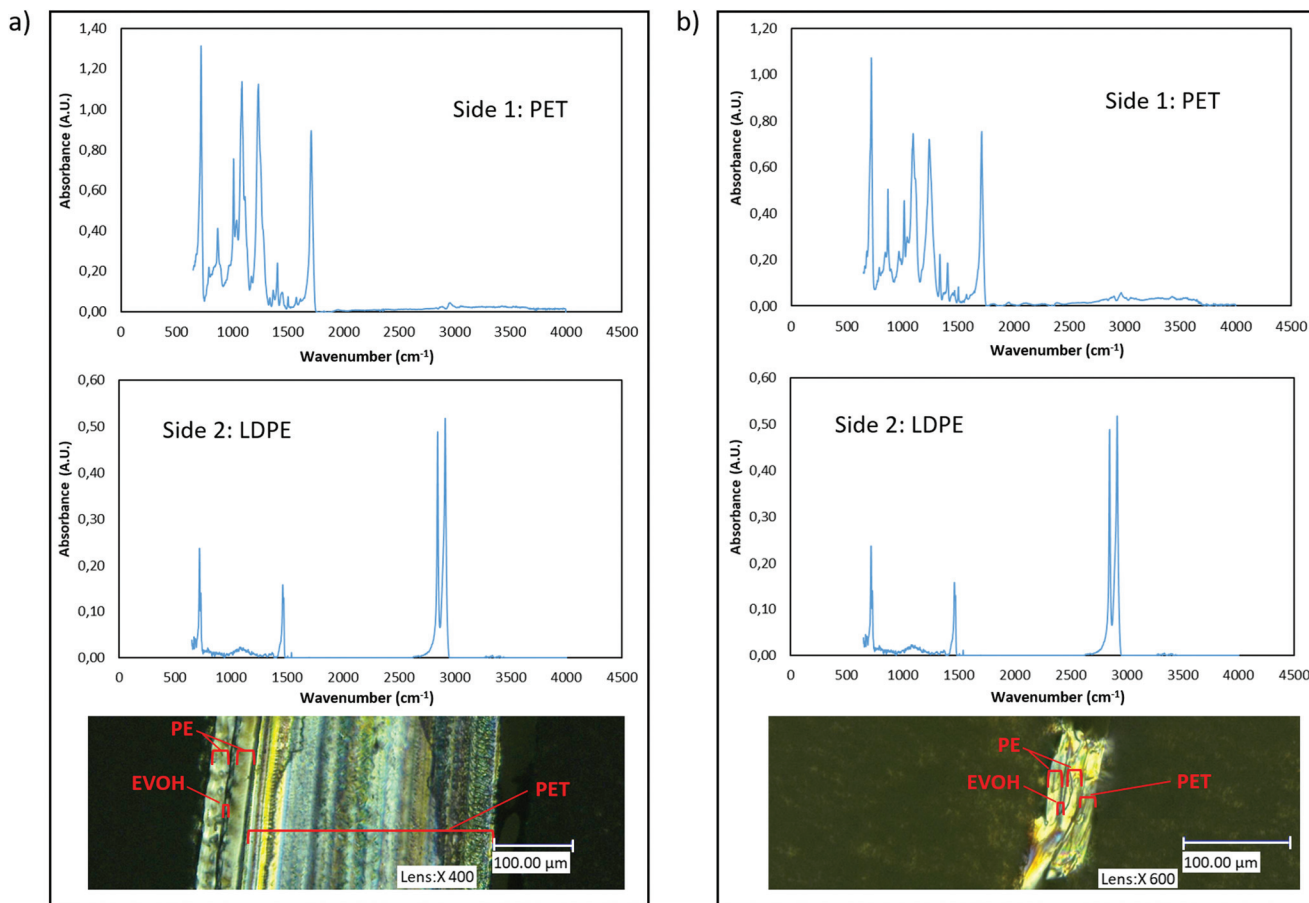 a)
1,40
1,20
1,00
0,80
0,60
0,40
0,20
0,00
Absorbance (A.U.)
Side 1: PET
0 500 1000 1500 2000 2500 3000 3500 4000 4500
Wavenumber (cm⁻¹)
0,60
0,50
0,40
0,30
0,20
0,10
0,00
Absorbance (A.U.)
Side 2: LDPE
0 500 1000 1500 2000 2500 3000 3500 4000 4500
Wavenumber (cm⁻¹)
PE
EVOH
PET
100.00 µm
Lens:X 400
b)
1,20
1,00
0,80
0,60
0,40
0,20
0,00
Absorbance (A.U.)
Side 1: PET
0 500 1000 1500 2000 2500 3000 3500 4000 4500
Wavenumber (cm⁻¹)
0,60
0,50
0,40
0,30
0,20
0,10
0,00
Absorbance (A.U.)
Side 2: LDPE
0 500 1000 1500 2000 2500 3000 3500 4000 4500
Wavenumber (cm⁻¹)
PE
EVOH
PET
100.00 µm
Lens:X 600